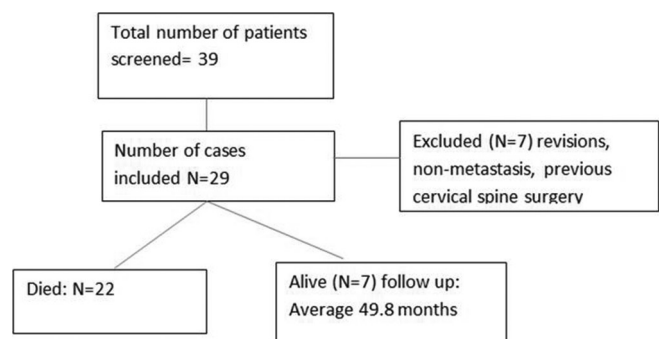 Total number of patients
screened= 39
Number of cases
included N=29
Excluded (N=7) revisions,
non-metastasis, previous
cervical spine surgery
Died: N=22
Alive (N=7) follow up:
Average 49.8 months